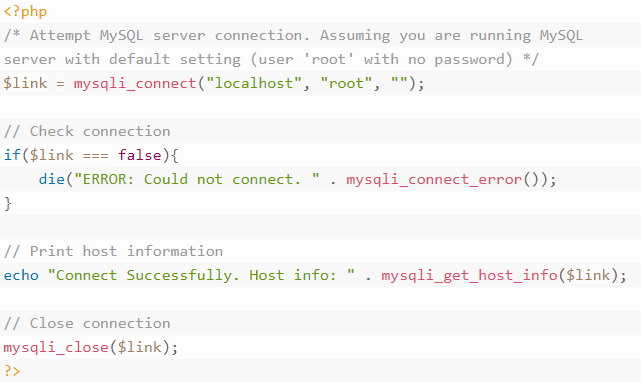 <?php
/* Attempt MySQL server connection. Assuming you are running MySQL
server with default setting (user 'root' with no password) */
$link = mysqli_connect("localhost", "root", "");
// Check connection
if($link === false){
    die("ERROR: Could not connect. " . mysqli_connect_error());
}
// Print host information
echo "Connect Successfully. Host info: " . mysqli_get_host_info($link);
// Close connection
mysqli_close($link);
?>